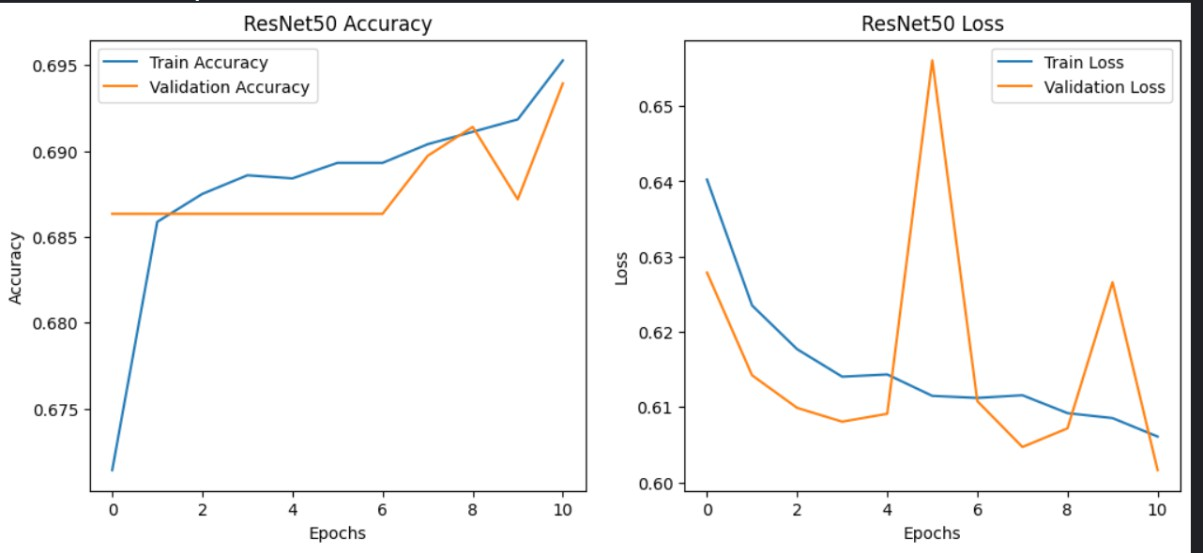 ResNet50 Accuracy
Train Accuracy
Validation Accuracy
0.695
0.690
0.685
0.680
0.675
Accuracy
0 2 4 6 8 10
Epochs
ResNet50 Loss
Train Loss
Validation Loss
0.65
0.64
0.63
0.62
0.61
0.60
Loss
0 2 4 6 8 10
Epochs